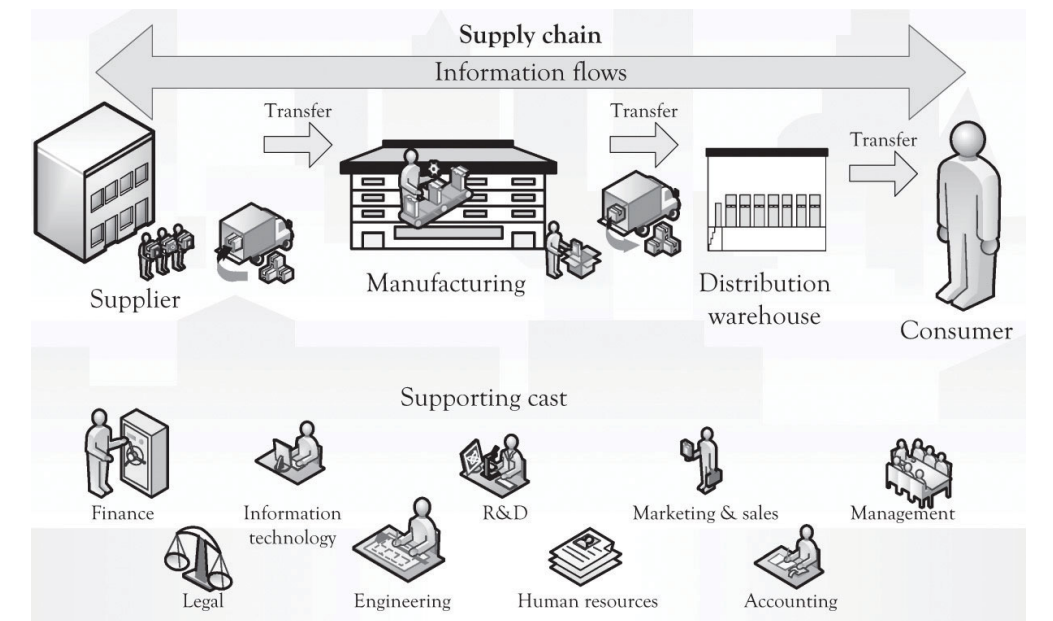 Supply chain
Information flows
Transfer
Transfer
Transfer
Supplier
Manufacturing
Distribution
warehouse
Consumer
Supporting cast
Finance
Information
technology
R&D
Marketing & sales
Management
Legal
Engineering
Human resources
Accounting